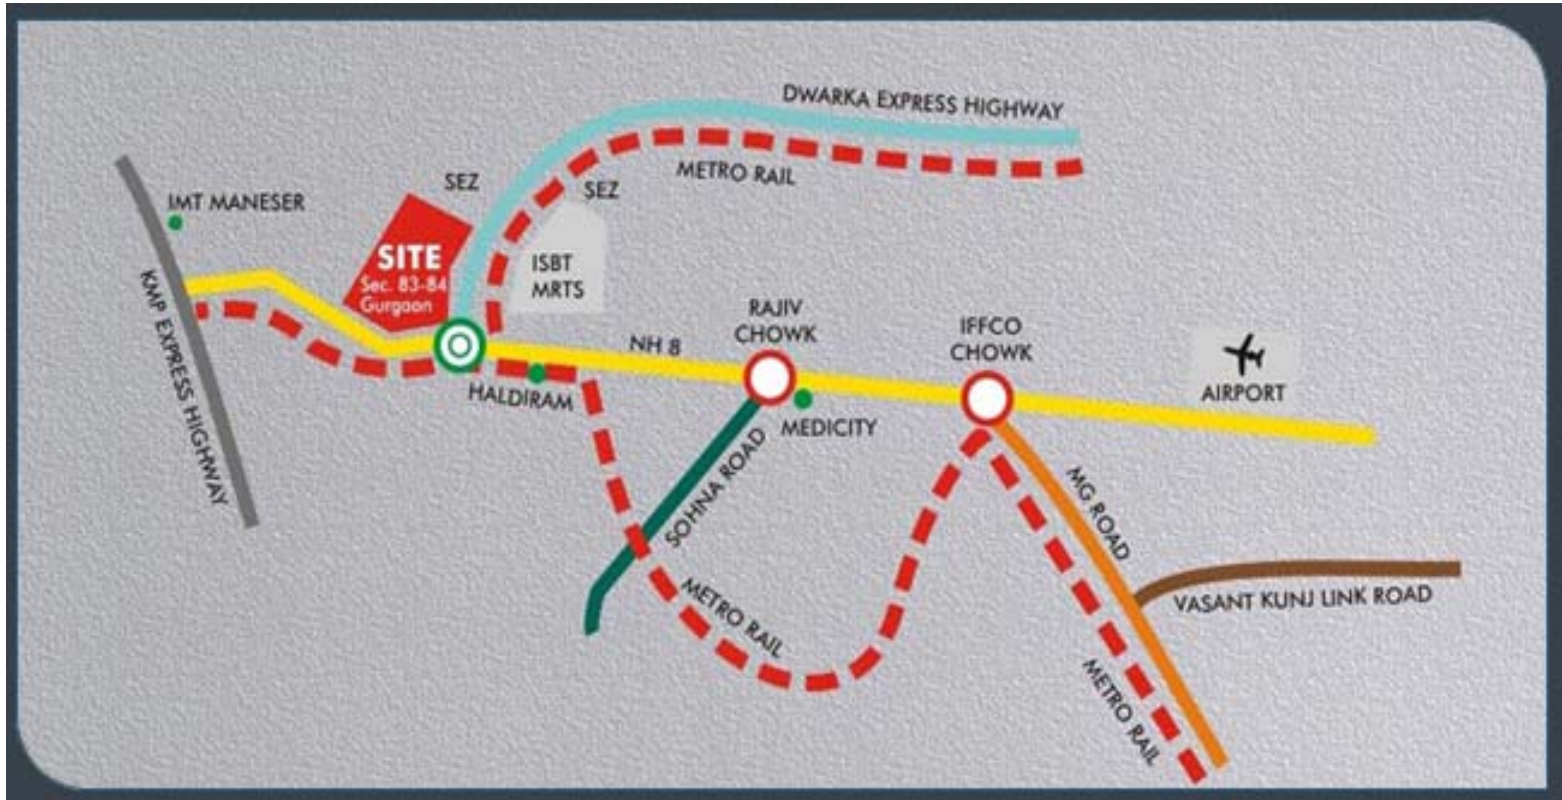 DWARKA EXPRESS HIGHWAY
METRO RAIL
SEZ
SEZ
IMT MANESER
SITE
Sec. 83-84
Gurgaon
ISBT
MRTS
KMP EXPRESS HIGHWAY
RAJIV
CHOWK
NH 8
IFFCO
CHOWK
AIRPORT
HALDIRAM
MEDICITY
SOHNA ROAD
MG ROAD
METRO RAIL
VASANT KUNJ LINK ROAD
METRO RAIL